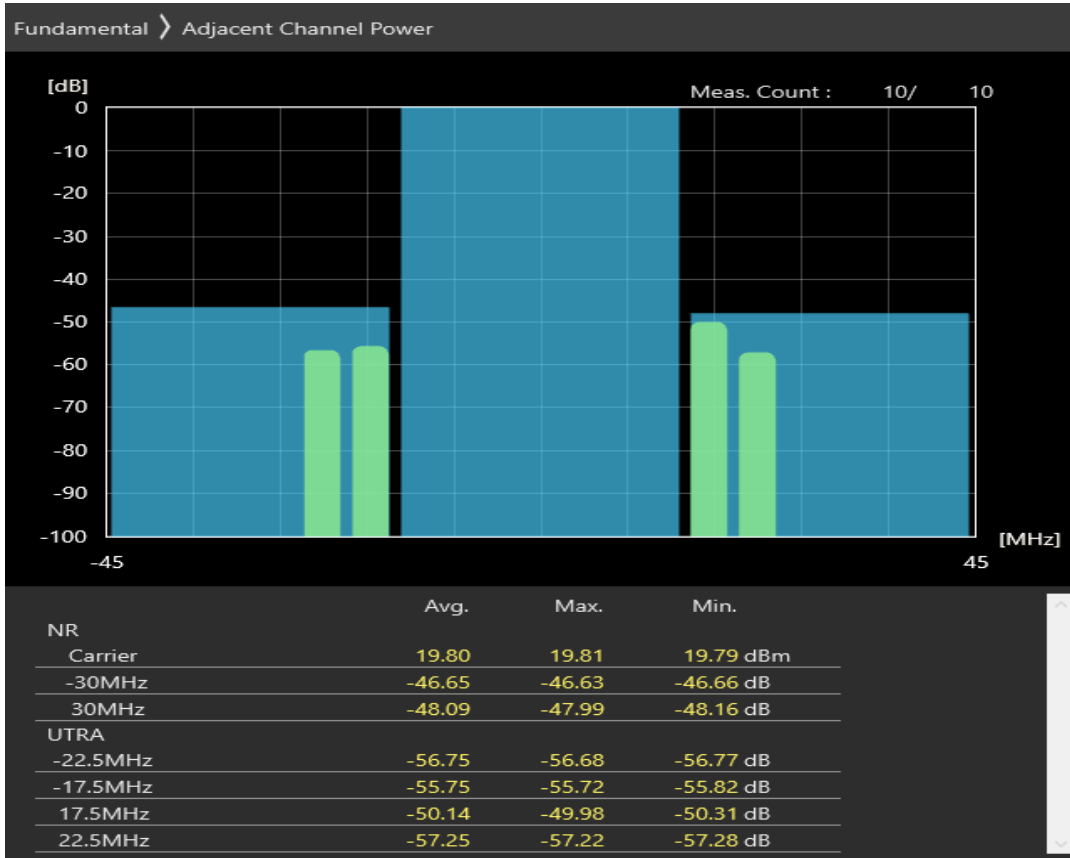 Fundamental ❭ Adjacent Channel Power
[dB]
Meas. Count : 10/ 10
0
-10
-20
-30
-40
-50
-60
-70
-80
-90
-100
[MHz]
-45 45
Avg. Max. Min.
NR
Carrier 19.80 19.81 19.79 dBm
-30MHz -46.65 -46.63 -46.66 dB
30MHz -48.09 -47.99 -48.16 dB
UTRA
-22.5MHz -56.75 -56.68 -56.77 dB
-17.5MHz -55.75 -55.72 -55.82 dB
17.5MHz -50.14 -49.98 -50.31 dB
22.5MHz -57.25 -57.22 -57.28 dB